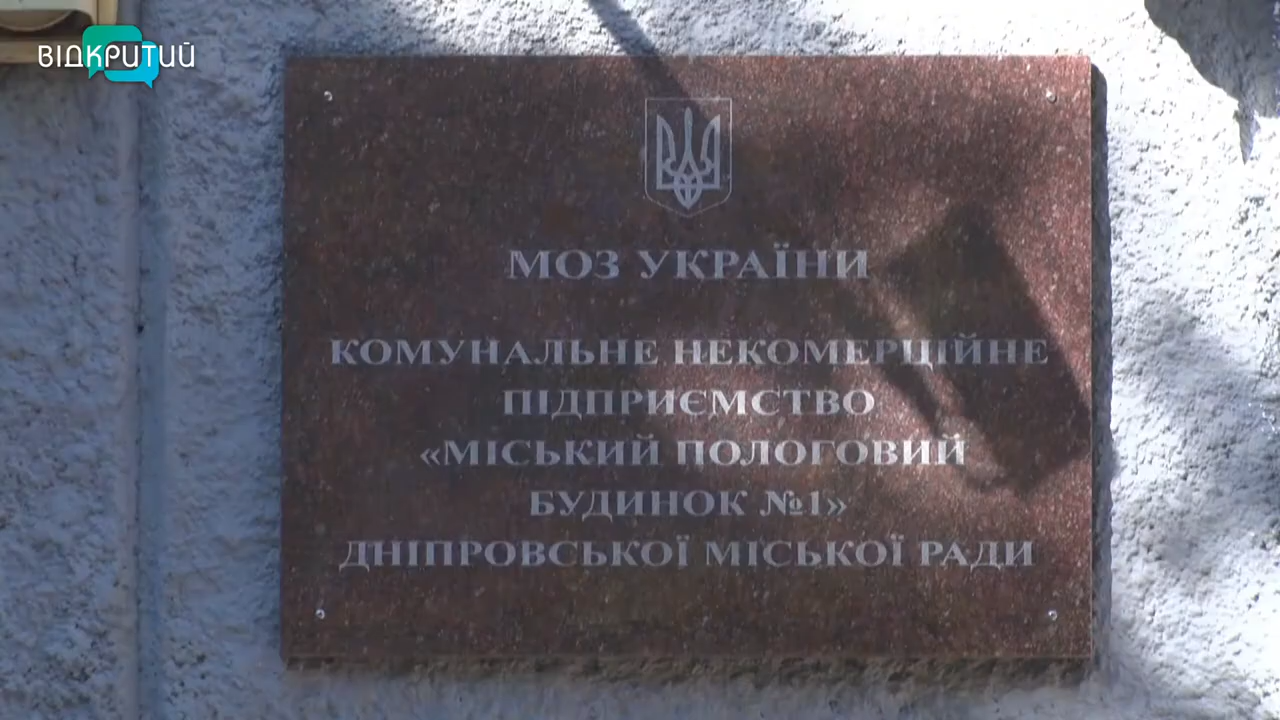 ВІДКРИТИЙ
МОЗ УКРАЇНИ
КОМУНАЛЬНЕ НЕКОМЕРЦІЙНЕ
ПІДПРИЄМСТВО
«МІСЬКИЙ ПОЛОГОВИЙ
БУДИНОК №1»
ДНІПРОВСЬКОЇ МІСЬКОЇ РАДИ